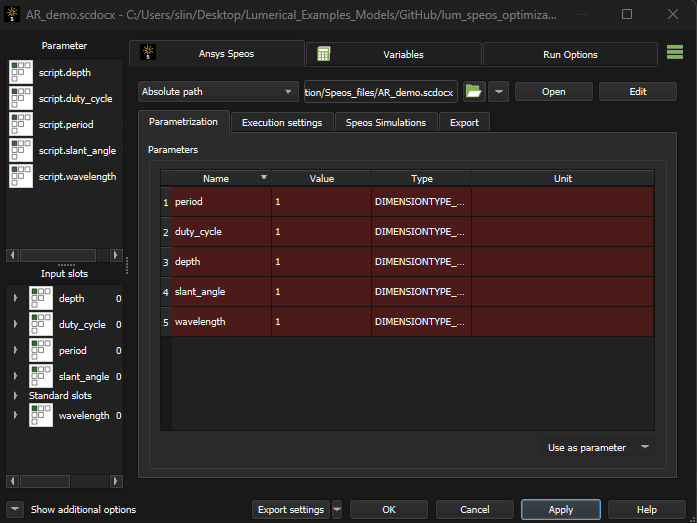 AR_demo.scdocx - C:/Users/slin/Desktop/Lumerical_Examples_Models/GitHub/lum_speos_optimiza...
Parameter
script.depth
script.duty_cycle
script.period
script.slant_angle
script.wavelength
Input slots
depth 0
duty_cycle 0
period 0
slant_angle 0
Standard slots
wavelength 0
Ansys Speos
Variables
Run Options
Absolute path
tion/Speos_files/AR_demo.scdocx
Open
Edit
Parametrization
Execution settings
Speos Simulations
Export
Parameters
Name Value Type Unit
1 period 1 DIMENSIONTYPE_...
2 duty_cycle 1 DIMENSIONTYPE_...
3 depth 1 DIMENSIONTYPE_...
4 slant_angle 1 DIMENSIONTYPE_...
5 wavelength 1 DIMENSIONTYPE_...
Use as parameter
Show additional options
Export settings
OK
Cancel
Apply
Help